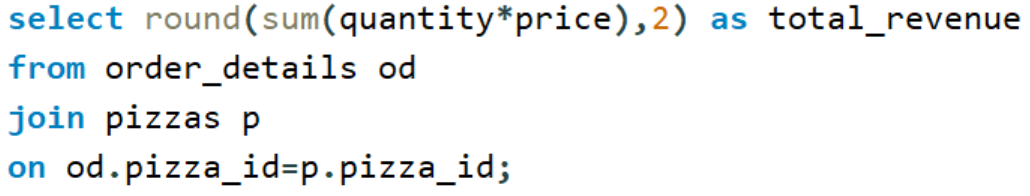 select round(sum(quantity*price),2) as total_revenue
from order_details od
join pizzas p
on od.pizza_id=p.pizza_id;